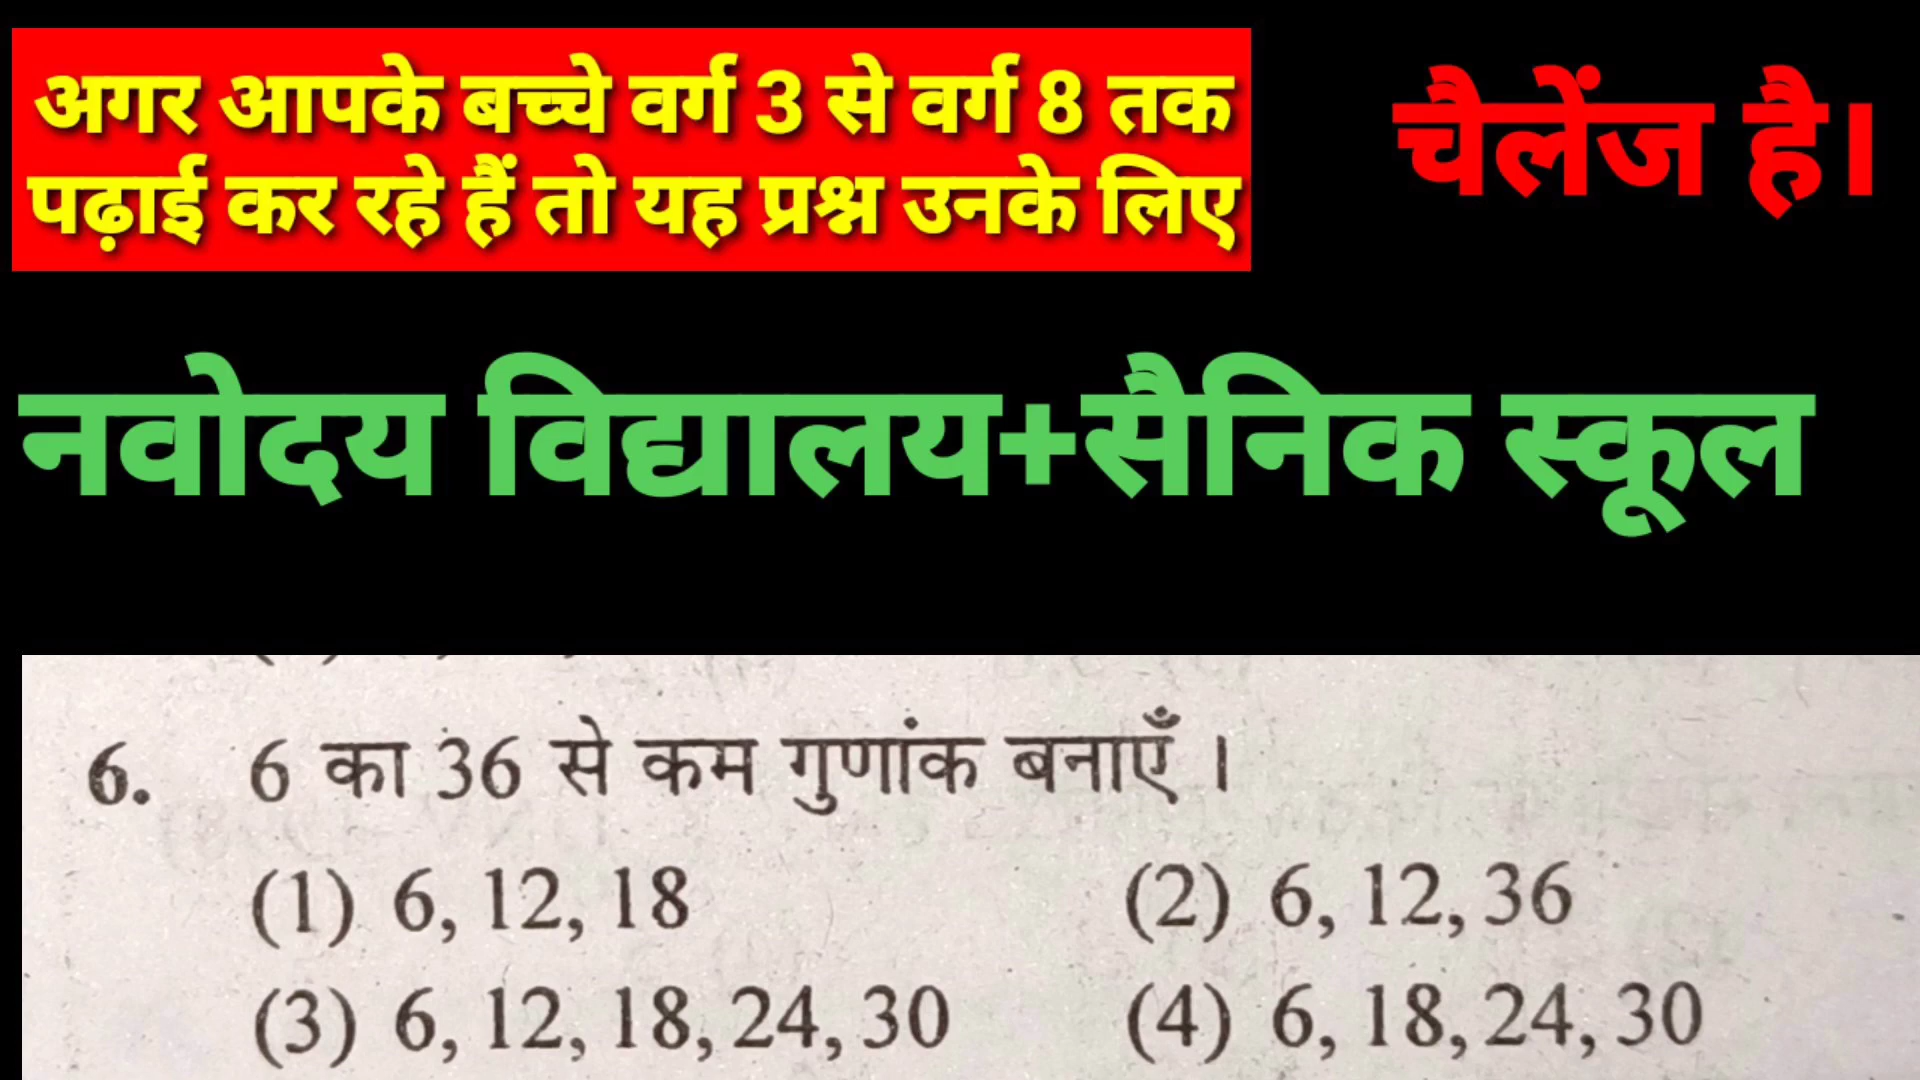 अगर आपके बच्चे वर्ग 3 से वर्ग 8 तक
पढ़ाई कर रहे हैं तो यह प्रश्न उनके लिए
चैलेंज है।
नवोदय विद्यालय+सैनिक स्कूल
6. 6 का 36 से कम गुणांक बनाएँ ।
(1) 6, 12, 18 (2) 6, 12, 36
(3) 6, 12, 18, 24, 30 (4) 6, 18, 24, 30